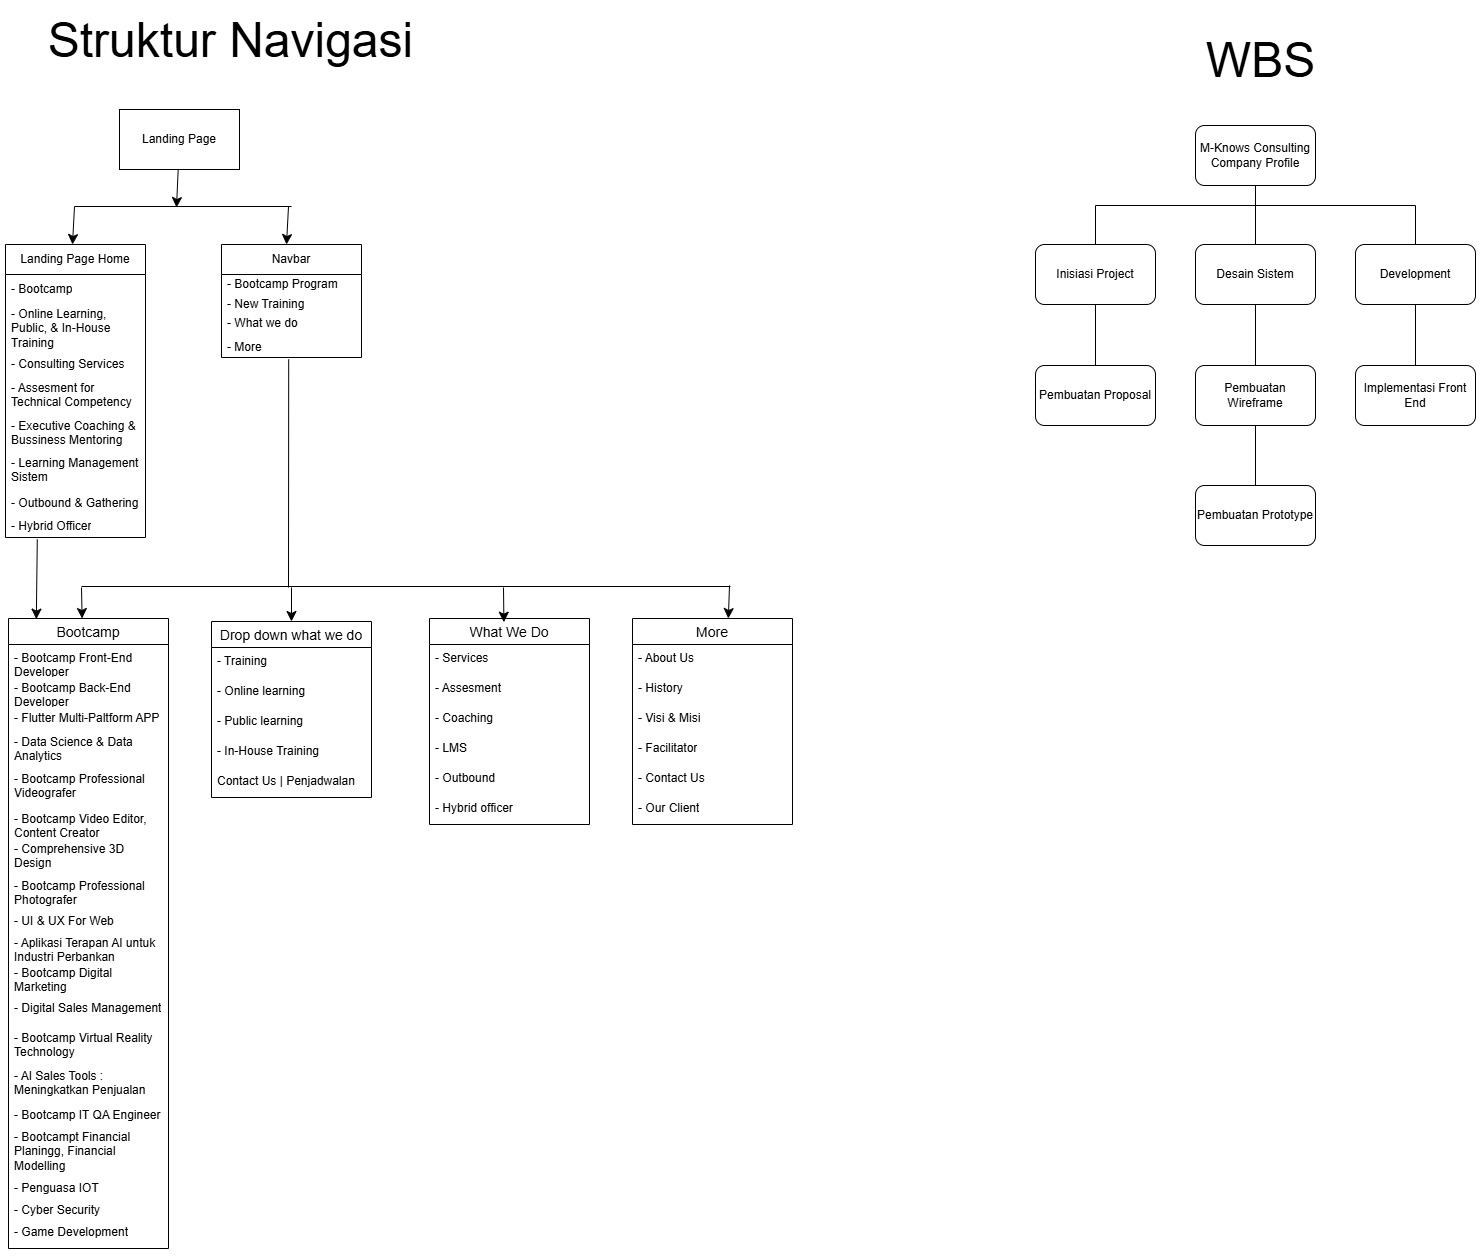 Struktur Navigasi
Landing Page
Landing Page Home
- Bootcamp
- Online Learning,
Public, & In-House
Training
- Consulting Services
- Assesment for
Technical Competency
- Executive Coaching &
Bussiness Mentoring
- Learning Management
Sistem
- Outbound & Gathering
- Hybrid Officer
Navbar
- Bootcamp Program
- New Training
- What we do
- More
Bootcamp
- Bootcamp Front-End
Developer
- Bootcamp Back-End
Developer
- Flutter Multi-Paltform APP
- Data Science & Data
Analytics
- Bootcamp Professional
Videografer
- Bootcamp Video Editor,
Content Creator
- Comprehensive 3D
Design
- Bootcamp Professional
Photografer
- UI & UX For Web
- Aplikasi Terapan AI untuk
Industri Perbankan
- Bootcamp Digital
Marketing
- Digital Sales Management
- Bootcamp Virtual Reality
Technology
- AI Sales Tools :
Meningkatkan Penjualan
- Bootcamp IT QA Engineer
- Bootcampt Financial
Planingg, Financial
Modelling
- Penguasa IOT
- Cyber Security
- Game Development
Drop down what we do
- Training
- Online learning
- Public learning
- In-House Training
Contact Us | Penjadwalan
What We Do
- Services
- Assesment
- Coaching
- LMS
- Outbound
- Hybrid officer
More
- About Us
- History
- Visi & Misi
- Facilitator
- Contact Us
- Our Client
WBS
M-Knows Consulting
Company Profile
Inisiasi Project
Desain Sistem
Development
Pembuatan Proposal
Pembuatan
Wireframe
Implementasi Front
End
Pembuatan Prototype